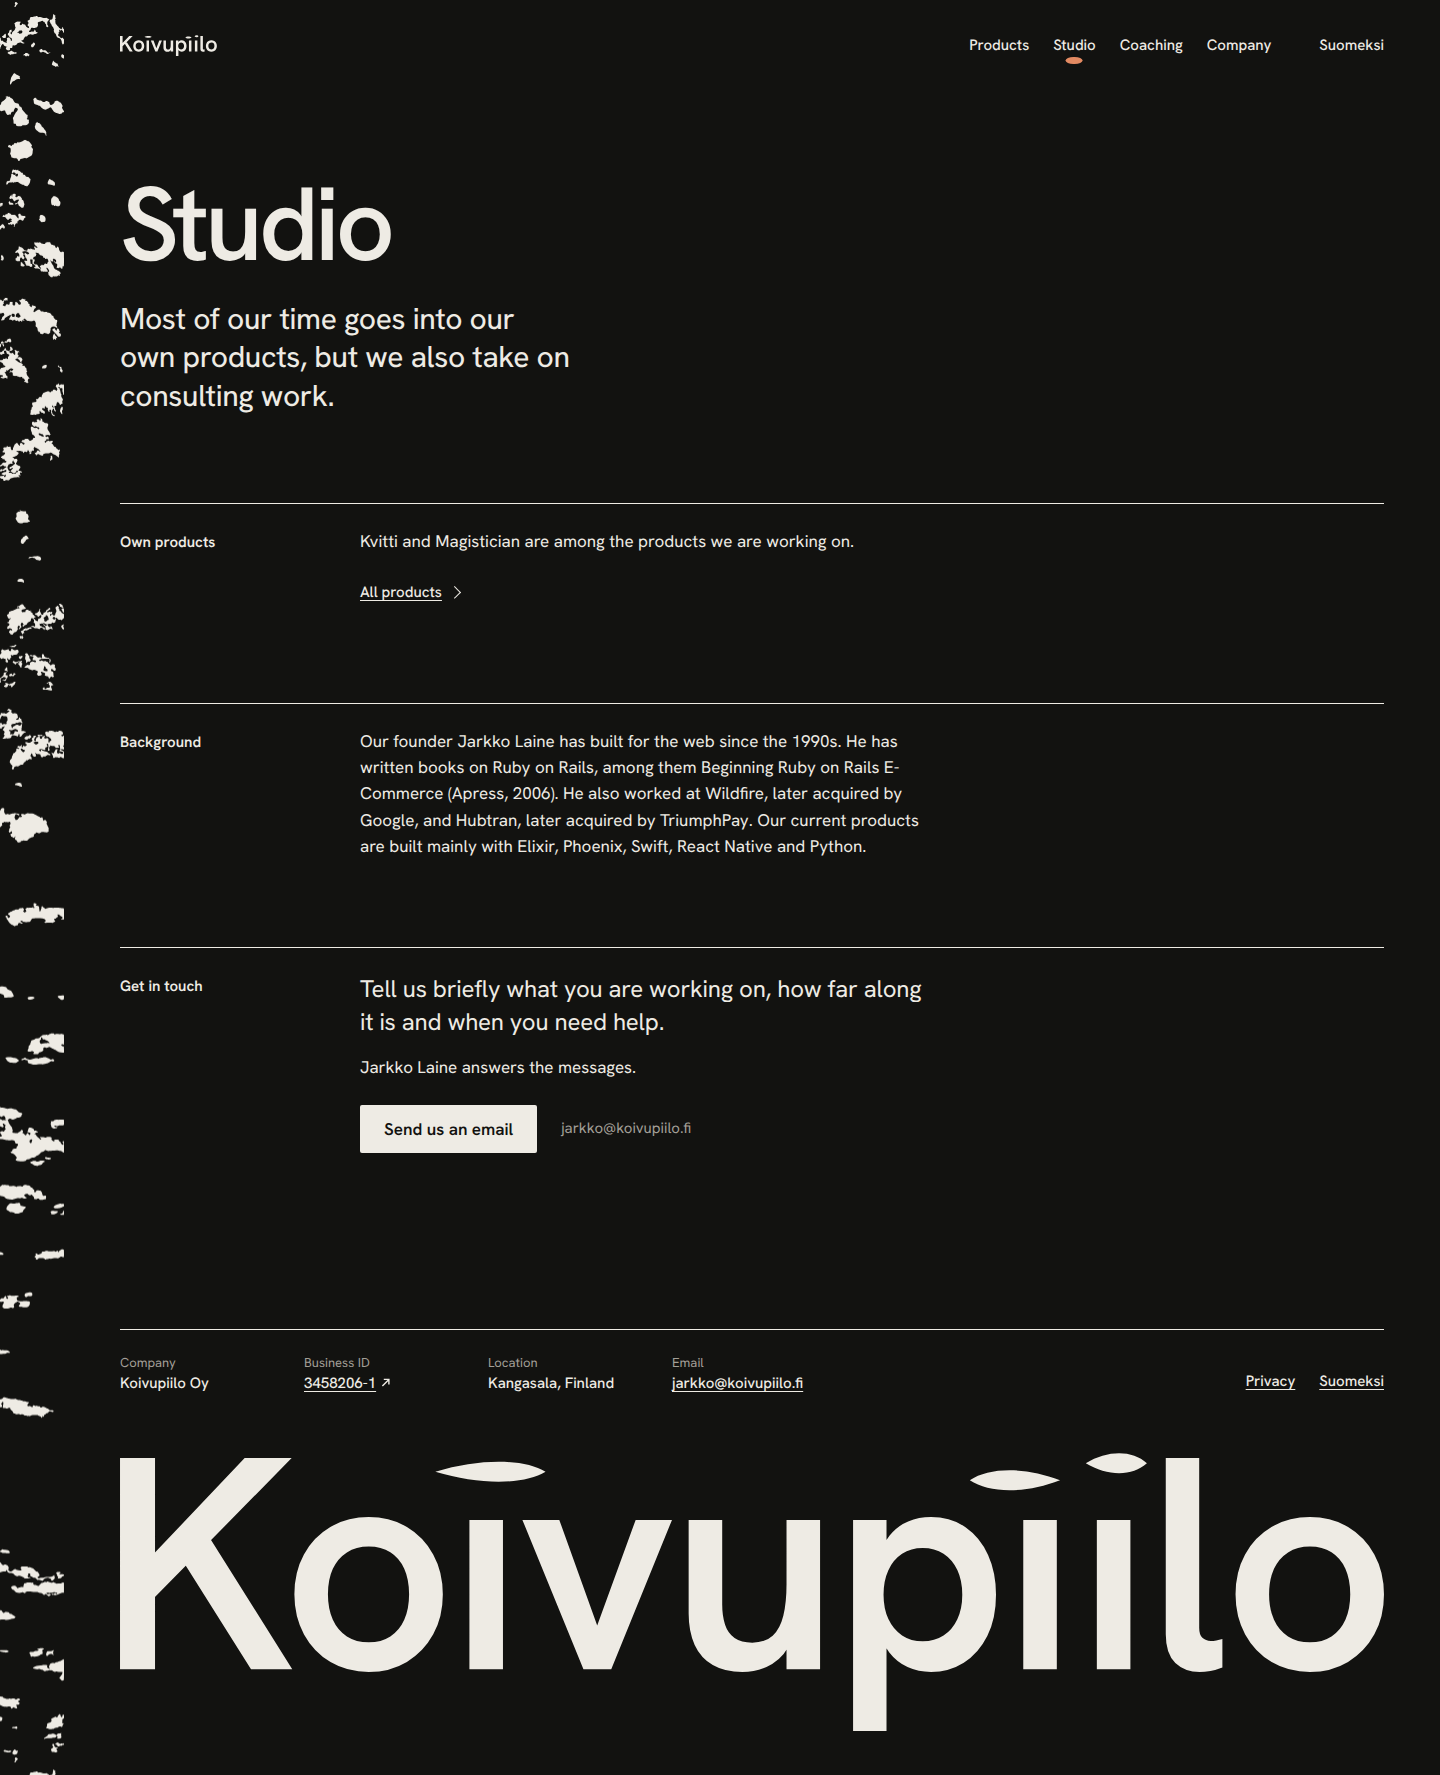 Koivupiilo
Products Studio Coaching Company Suomeksi
Studio
Most of our time goes into our
own products, but we also take on
consulting work.
Own products
Kvitti and Magistician are among the products we are working on.
All products
Background
Our founder Jarkko Laine has built for the web since the 1990s. He has
written books on Ruby on Rails, among them Beginning Ruby on Rails E-
Commerce (Apress, 2006). He also worked at Wildfire, later acquired by
Google, and Hubtran, later acquired by TriumphPay. Our current products
are built mainly with Elixir, Phoenix, Swift, React Native and Python.
Get in touch
Tell us briefly what you are working on, how far along
it is and when you need help.
Jarkko Laine answers the messages.
Send us an email jarkko@koivupiilo.fi
Company Business ID Location Email
Koivupiilo Oy 3458206-1 ↗ Kangasala, Finland jarkko@koivupiilo.fi Privacy Suomeksi
Koivupiilo